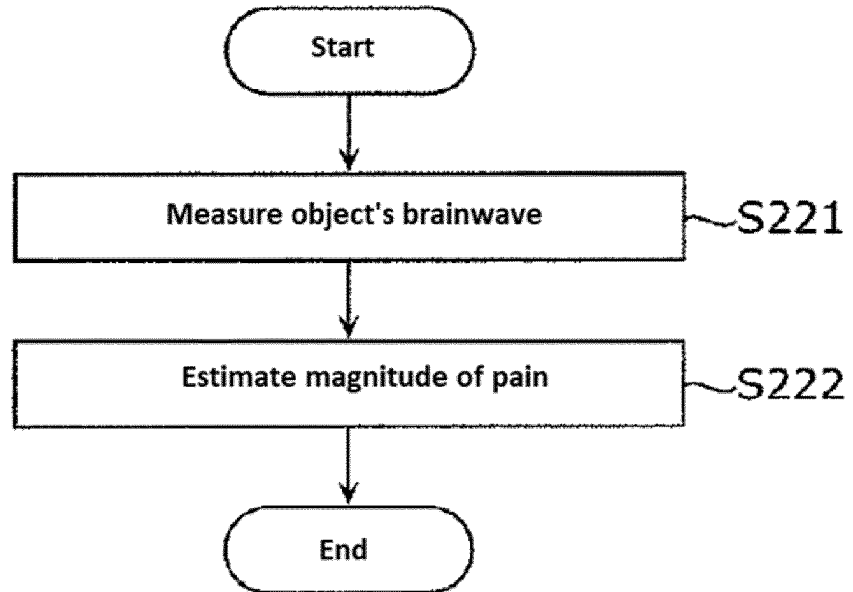 Start
Measure object's brainwave
S221
Estimate magnitude of pain
S222
End